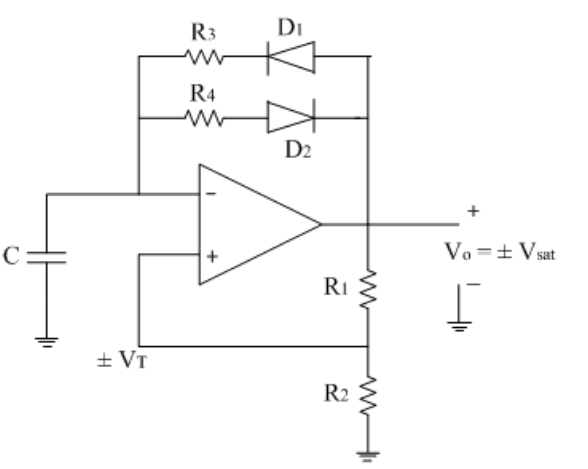 R3
D1
R4
D2
−
+
C
+
Vo = ± Vsat
−
R1
± VT
R2